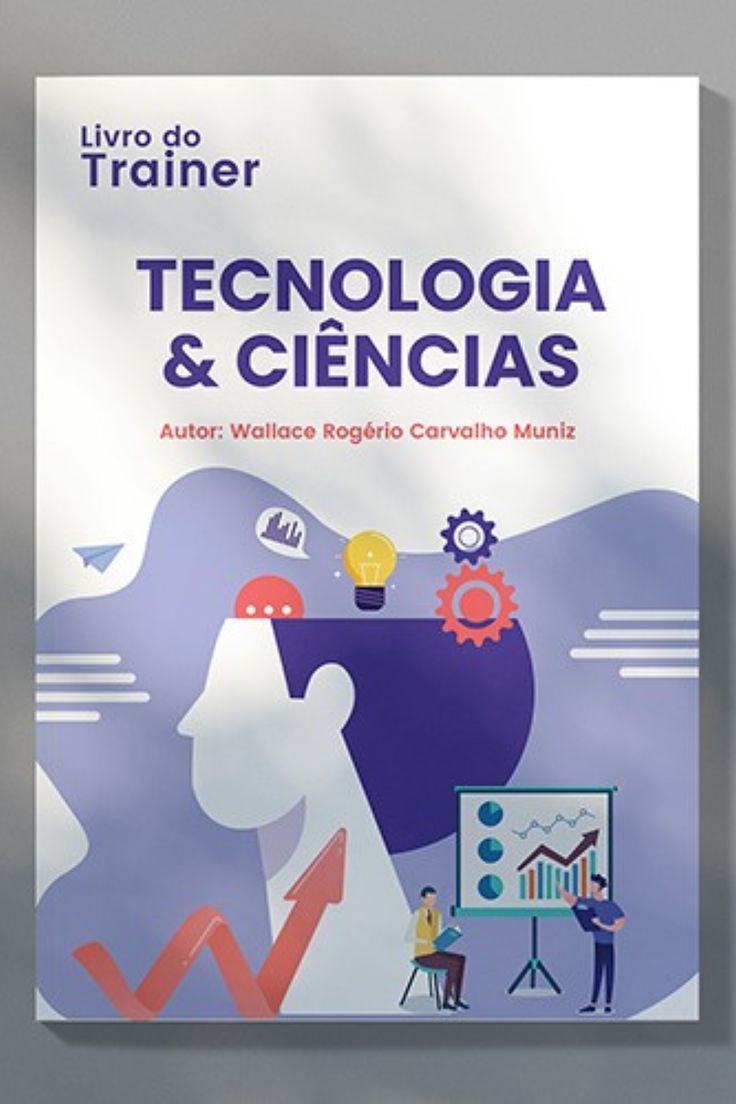 Livro do
Trainer
TECNOLOGIA
& CIÊNCIAS
Autor: Wallace Rogério Carvalho Muniz